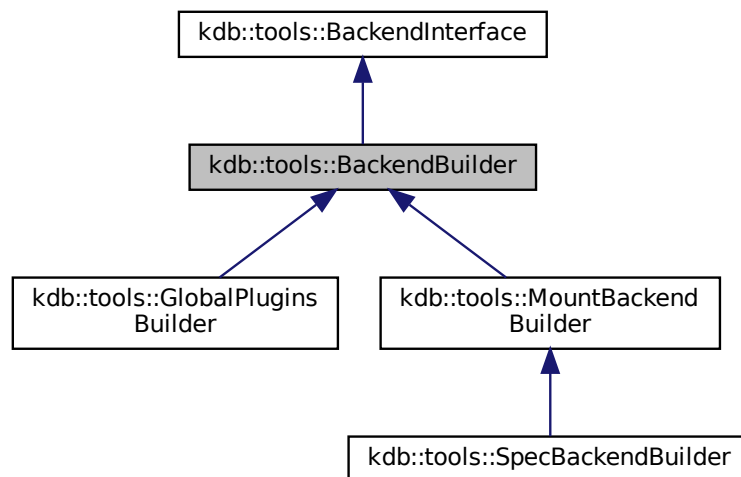 kdb::tools::BackendInterface
kdb::tools::BackendBuilder
kdb::tools::GlobalPlugins
Builder
kdb::tools::MountBackend
Builder
kdb::tools::SpecBackendBuilder